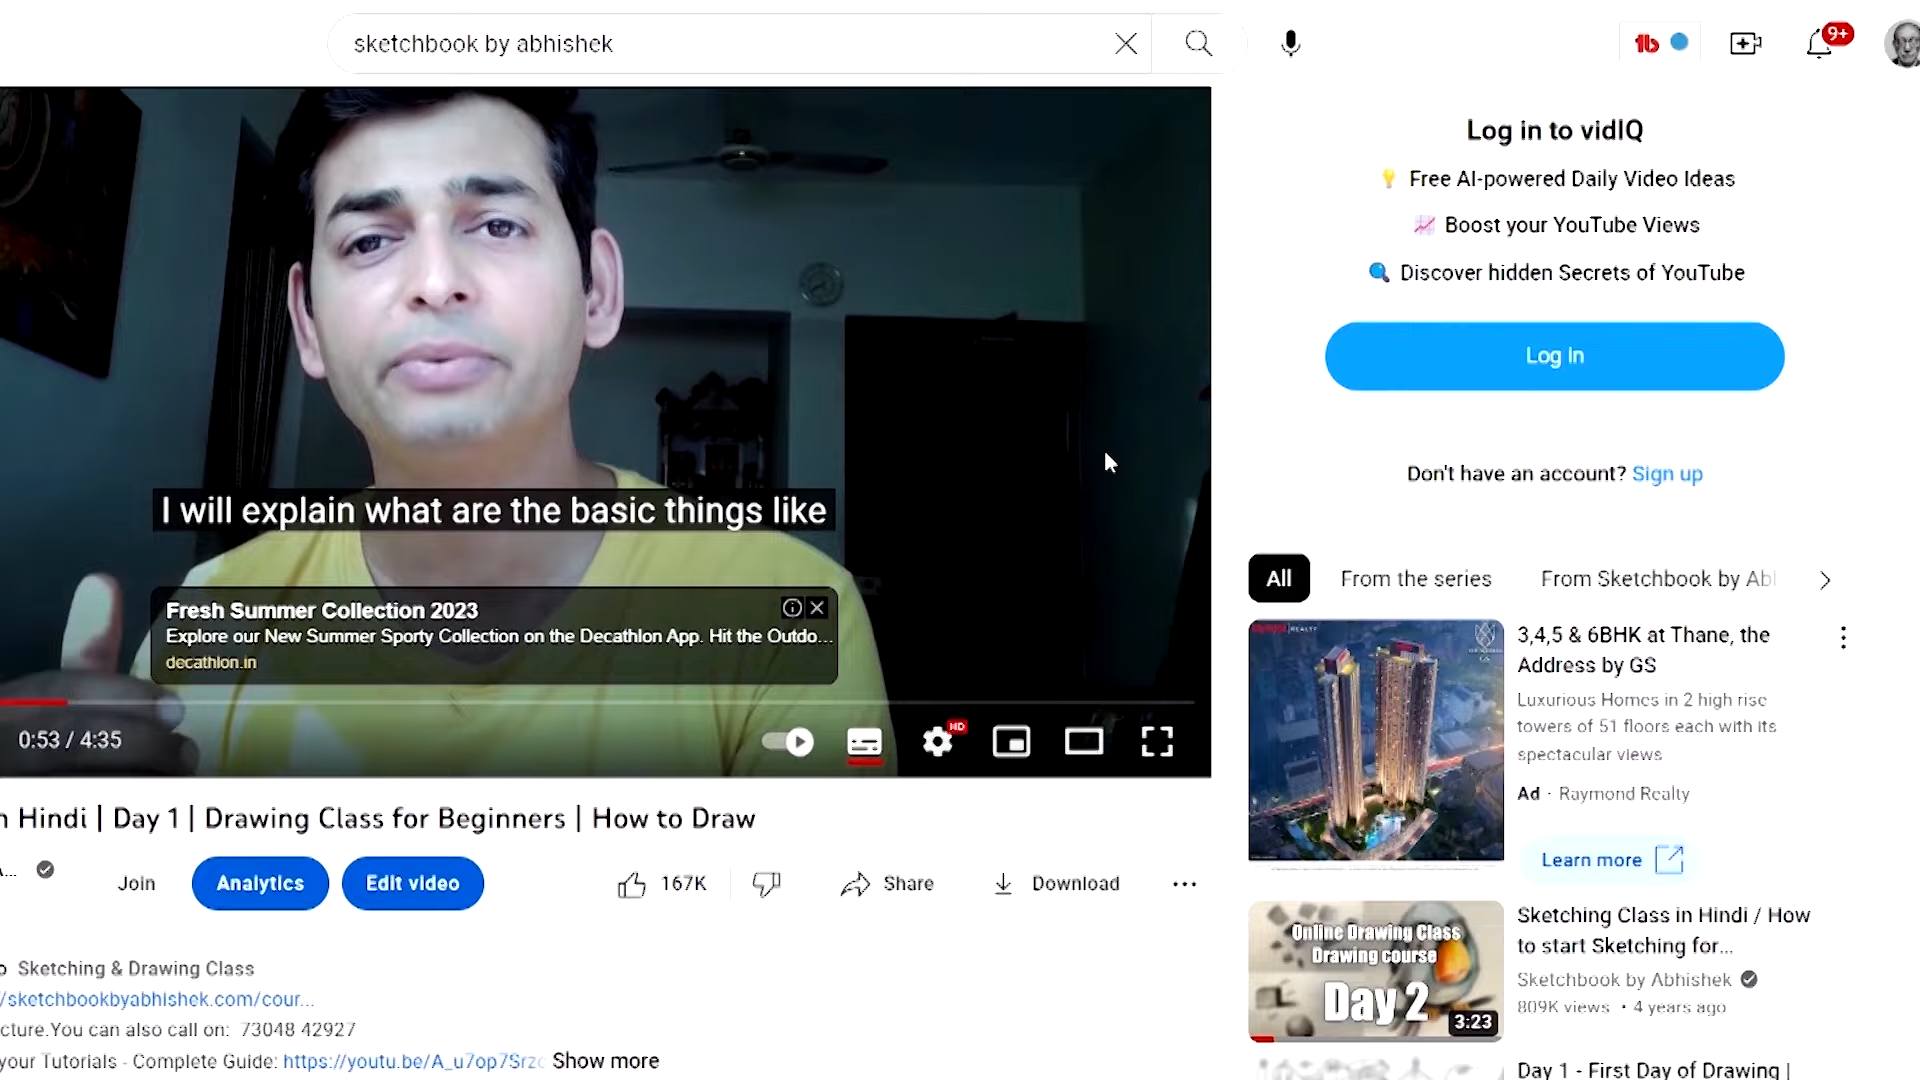 sketchbook by abhishek
9+
Log in to vidIQ
Free AI-powered Daily Video Ideas
Boost your YouTube Views
Discover hidden Secrets of YouTube
Log In
Don't have an account? Sign up
I will explain what are the basic things like
Fresh Summer Collection 2023
Explore our New Summer Sporty Collection on the Decathlon App. Hit the Outdo...
decathlon.in
0:53 / 4:35
HD
Hindi | Day 1 | Drawing Class for Beginners | How to Draw
Join
Analytics
Edit video
167K
Share
Download
Sketching & Drawing Class
/sketchbookbyabhishek.com/cour...
cture.You can also call on: 73048 42927
your Tutorials - Complete Guide: https://youtu.be/A_u7op7Srzc Show more
All
From the series
From Sketchbook by Abl
3,4,5 & 6BHK at Thane, the
Address by GS
Luxurious Homes in 2 high rise
towers of 51 floors each with its
spectacular views
Ad · Raymond Realty
Learn more
Online Drawing Class
Drawing course
Day 2
3:23
Sketching Class in Hindi / How
to start Sketching for...
Sketchbook by Abhishek
809K views • 4 years ago
Day 1 - First Day of Drawing |